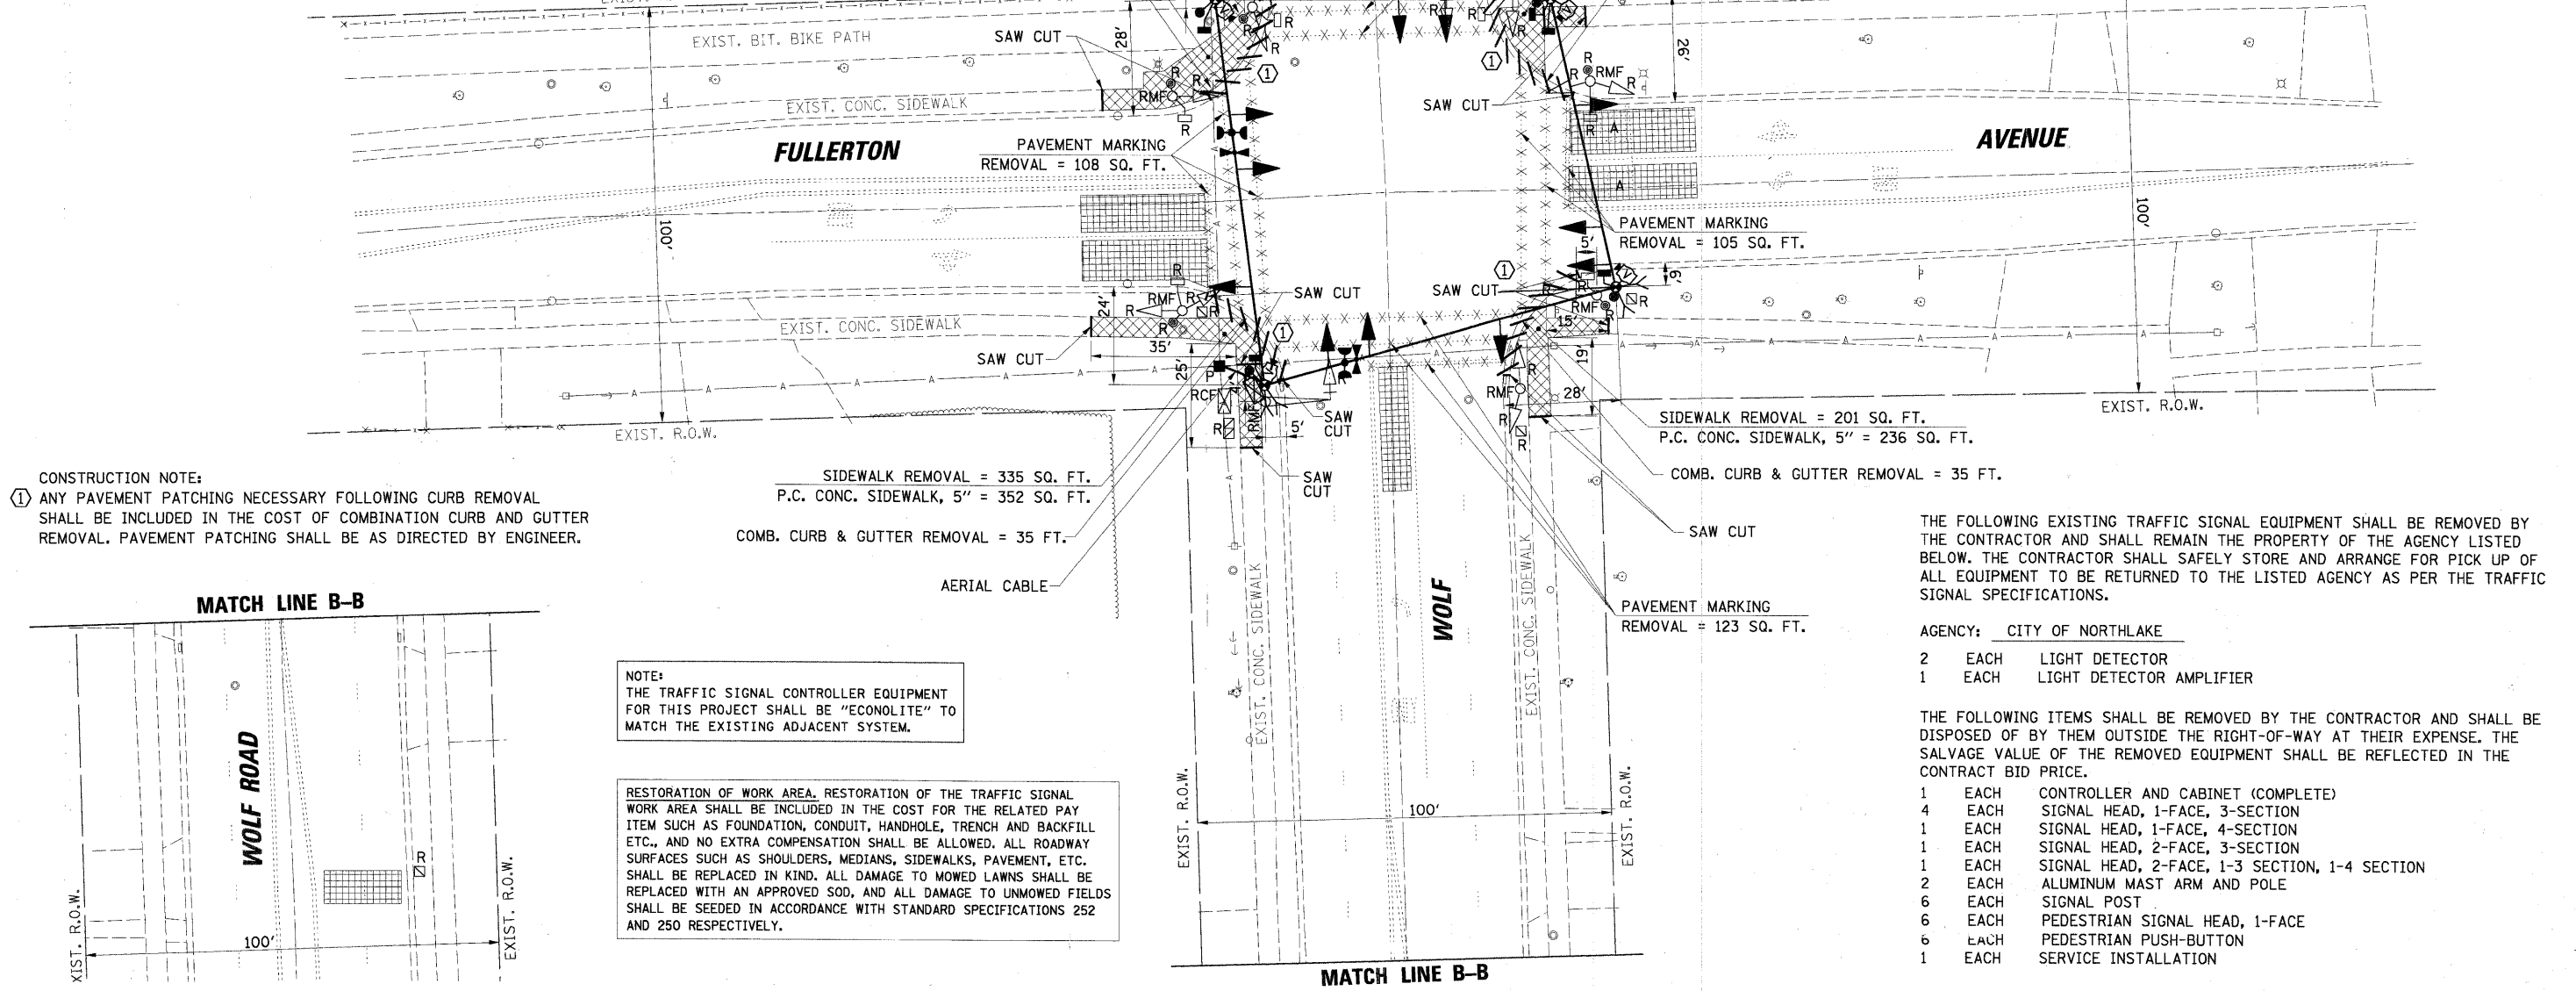 EXIST. BIT. BIKE PATH
SAW CUT
28'
EXIST. CONC. SIDEWALK
FULLERTON
PAVEMENT MARKING
REMOVAL = 108 SQ. FT.
100'
RMF
R
1
SAW CUT
26'
R
RMF
R
A
A
AVENUE
PAVEMENT MARKING
REMOVAL = 105 SQ. FT.
100'
5'
6'
SAW CUT
SAW CUT
24'
RMF
R
EXIST. CONC. SIDEWALK
SAW CUT
35'
25'
P
RCF
R
RMF
5'
SAW
CUT
SAW
CUT
RMF
15'
19'
28'
RMF
R
R
EXIST. R.O.W.
EXIST. R.O.W.
SIDEWALK REMOVAL = 201 SQ. FT.
P.C. CONC. SIDEWALK, 5" = 236 SQ. FT.
COMB. CURB & GUTTER REMOVAL = 35 FT.
SAW CUT
PAVEMENT MARKING
REMOVAL = 123 SQ. FT.
SIDEWALK REMOVAL = 335 SQ. FT.
P.C. CONC. SIDEWALK, 5" = 352 SQ. FT.
COMB. CURB & GUTTER REMOVAL = 35 FT.
AERIAL CABLE
CONSTRUCTION NOTE:
1 ANY PAVEMENT PATCHING NECESSARY FOLLOWING CURB REMOVAL
SHALL BE INCLUDED IN THE COST OF COMBINATION CURB AND GUTTER
REMOVAL. PAVEMENT PATCHING SHALL BE AS DIRECTED BY ENGINEER.
MATCH LINE B-B
WOLF ROAD
R
100'
EXIST. R.O.W.
EXIST. R.O.W.
NOTE:
THE TRAFFIC SIGNAL CONTROLLER EQUIPMENT
FOR THIS PROJECT SHALL BE "ECONOLITE" TO
MATCH THE EXISTING ADJACENT SYSTEM.
RESTORATION OF WORK AREA. RESTORATION OF THE TRAFFIC SIGNAL
WORK AREA SHALL BE INCLUDED IN THE COST FOR THE RELATED PAY
ITEM SUCH AS FOUNDATION, CONDUIT, HANDHOLE, TRENCH AND BACKFILL
ETC., AND NO EXTRA COMPENSATION SHALL BE ALLOWED. ALL ROADWAY
SURFACES SUCH AS SHOULDERS, MEDIANS, SIDEWALKS, PAVEMENT, ETC.
SHALL BE REPLACED IN KIND. ALL DAMAGE TO MOWED LAWNS SHALL BE
REPLACED WITH AN APPROVED SOD, AND ALL DAMAGE TO UNMOWED FIELDS
SHALL BE SEEDED IN ACCORDANCE WITH STANDARD SPECIFICATIONS 252
AND 250 RESPECTIVELY.
EXIST. CONC. SIDEWALK
WOLF
EXIST. CONC. SIDEWALK
EXIST. R.O.W.
100'
EXIST. R.O.W.
MATCH LINE B-B
THE FOLLOWING EXISTING TRAFFIC SIGNAL EQUIPMENT SHALL BE REMOVED BY
THE CONTRACTOR AND SHALL REMAIN THE PROPERTY OF THE AGENCY LISTED
BELOW. THE CONTRACTOR SHALL SAFELY STORE AND ARRANGE FOR PICK UP OF
ALL EQUIPMENT TO BE RETURNED TO THE LISTED AGENCY AS PER THE TRAFFIC
SIGNAL SPECIFICATIONS.
AGENCY: CITY OF NORTHLAKE
2 EACH LIGHT DETECTOR
1 EACH LIGHT DETECTOR AMPLIFIER
THE FOLLOWING ITEMS SHALL BE REMOVED BY THE CONTRACTOR AND SHALL BE
DISPOSED OF BY THEM OUTSIDE THE RIGHT-OF-WAY AT THEIR EXPENSE. THE
SALVAGE VALUE OF THE REMOVED EQUIPMENT SHALL BE REFLECTED IN THE
CONTRACT BID PRICE.
1 EACH CONTROLLER AND CABINET (COMPLETE)
4 EACH SIGNAL HEAD, 1-FACE, 3-SECTION
1 EACH SIGNAL HEAD, 1-FACE, 4-SECTION
1 EACH SIGNAL HEAD, 2-FACE, 3-SECTION
1 EACH SIGNAL HEAD, 2-FACE, 1-3 SECTION, 1-4 SECTION
2 EACH ALUMINUM MAST ARM AND POLE
6 EACH SIGNAL POST
6 EACH PEDESTRIAN SIGNAL HEAD, 1-FACE
6 EACH PEDESTRIAN PUSH-BUTTON
1 EACH SERVICE INSTALLATION